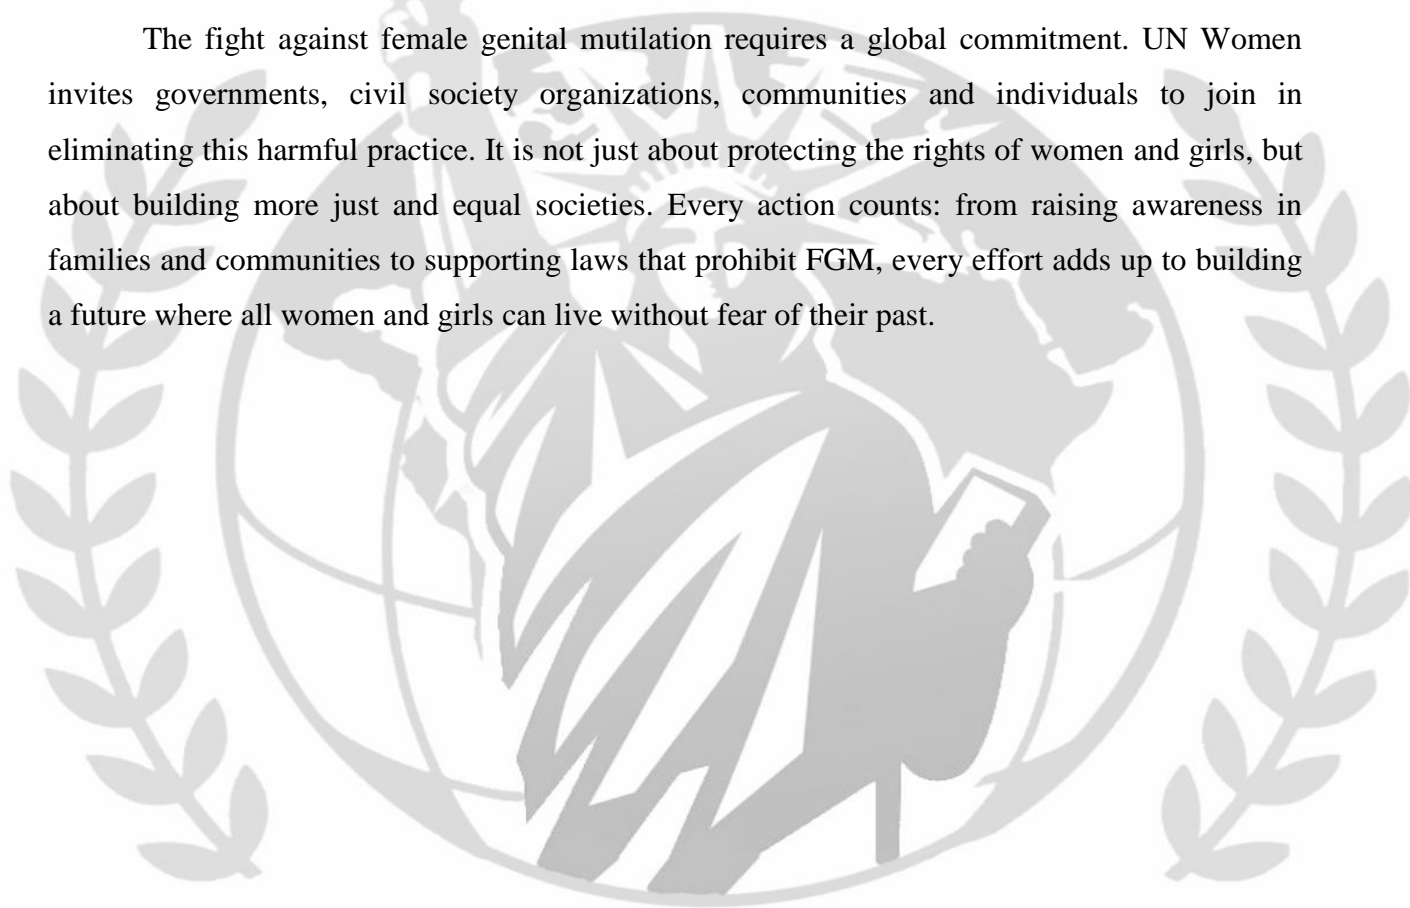 The fight against female genital mutilation requires a global commitment. UN Women
invites governments, civil society organizations, communities and individuals to join in
eliminating this harmful practice. It is not just about protecting the rights of women and girls, but
about building more just and equal societies. Every action counts: from raising awareness in
families and communities to supporting laws that prohibit FGM, every effort adds up to building
a future where all women and girls can live without fear of their past.